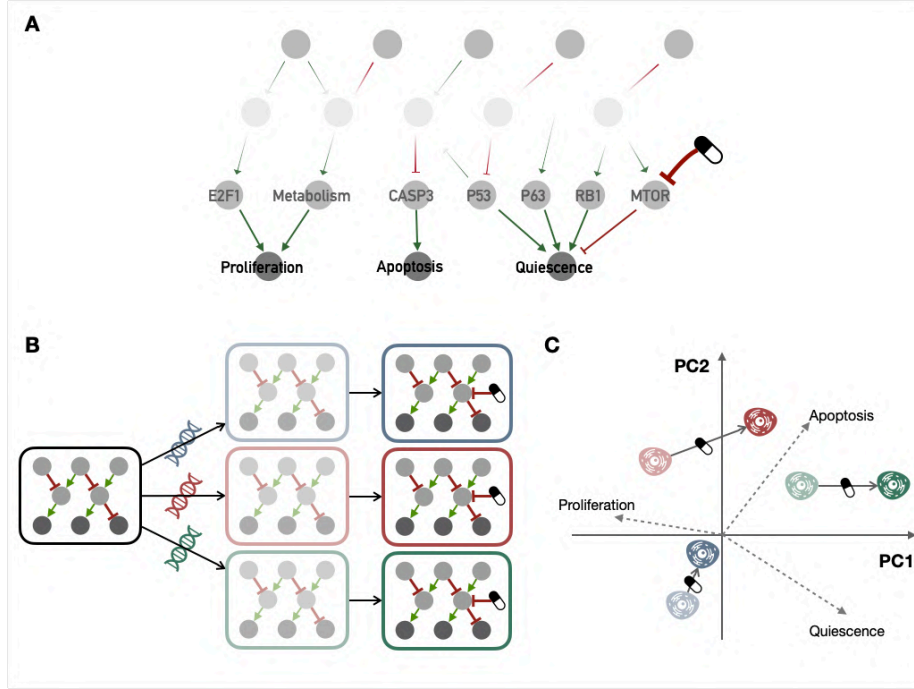 A
E2F1 Metabolism CASP3 P53 P63 RB1 MTOR
Proliferation Apoptosis Quiescence
B
C
PC2
Apoptosis
Proliferation
PC1
Quiescence